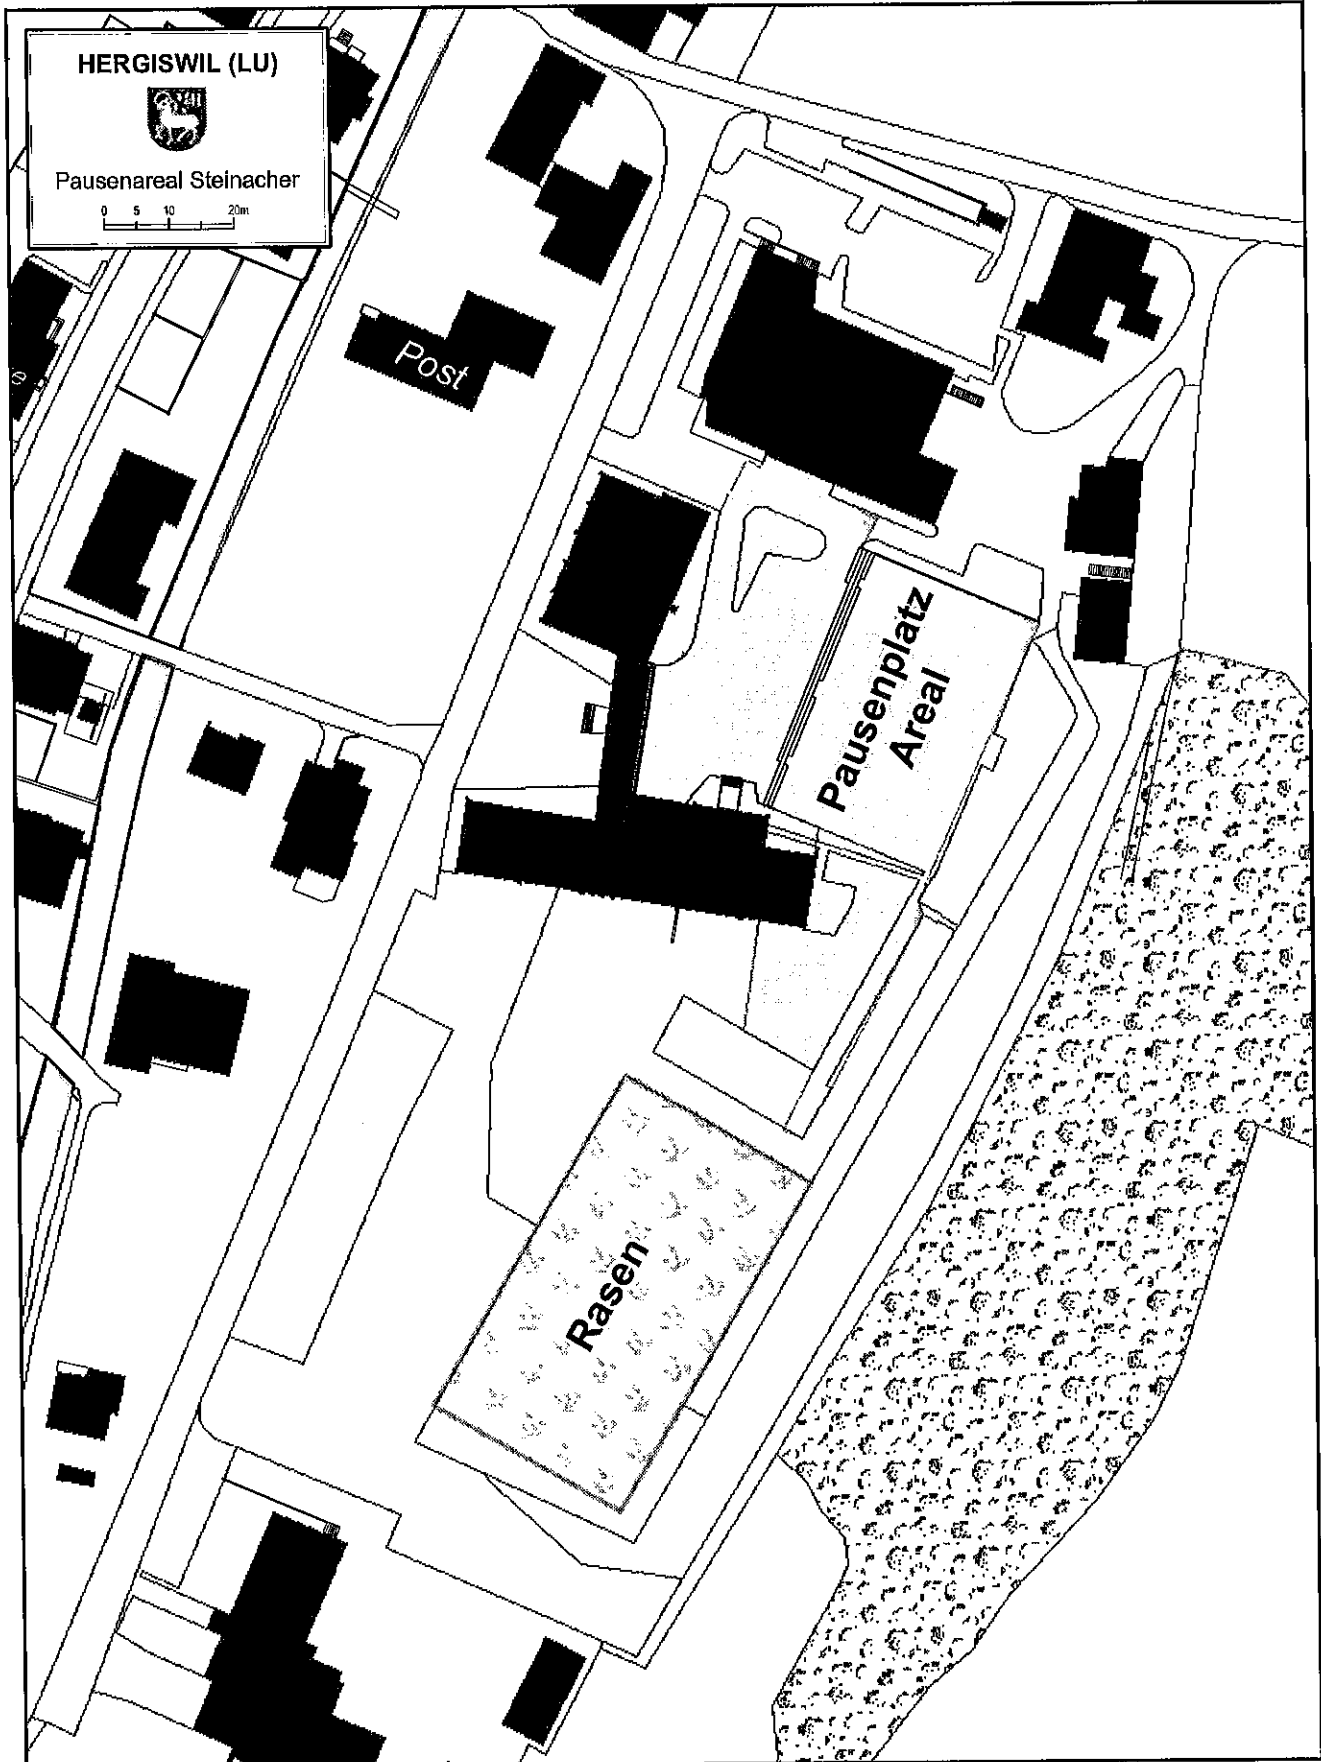 HERGISWIL (LU)
Pausenareal Steinacher
0 5 10 20m
Post
e
Pausenplatz
Areal
Rasen